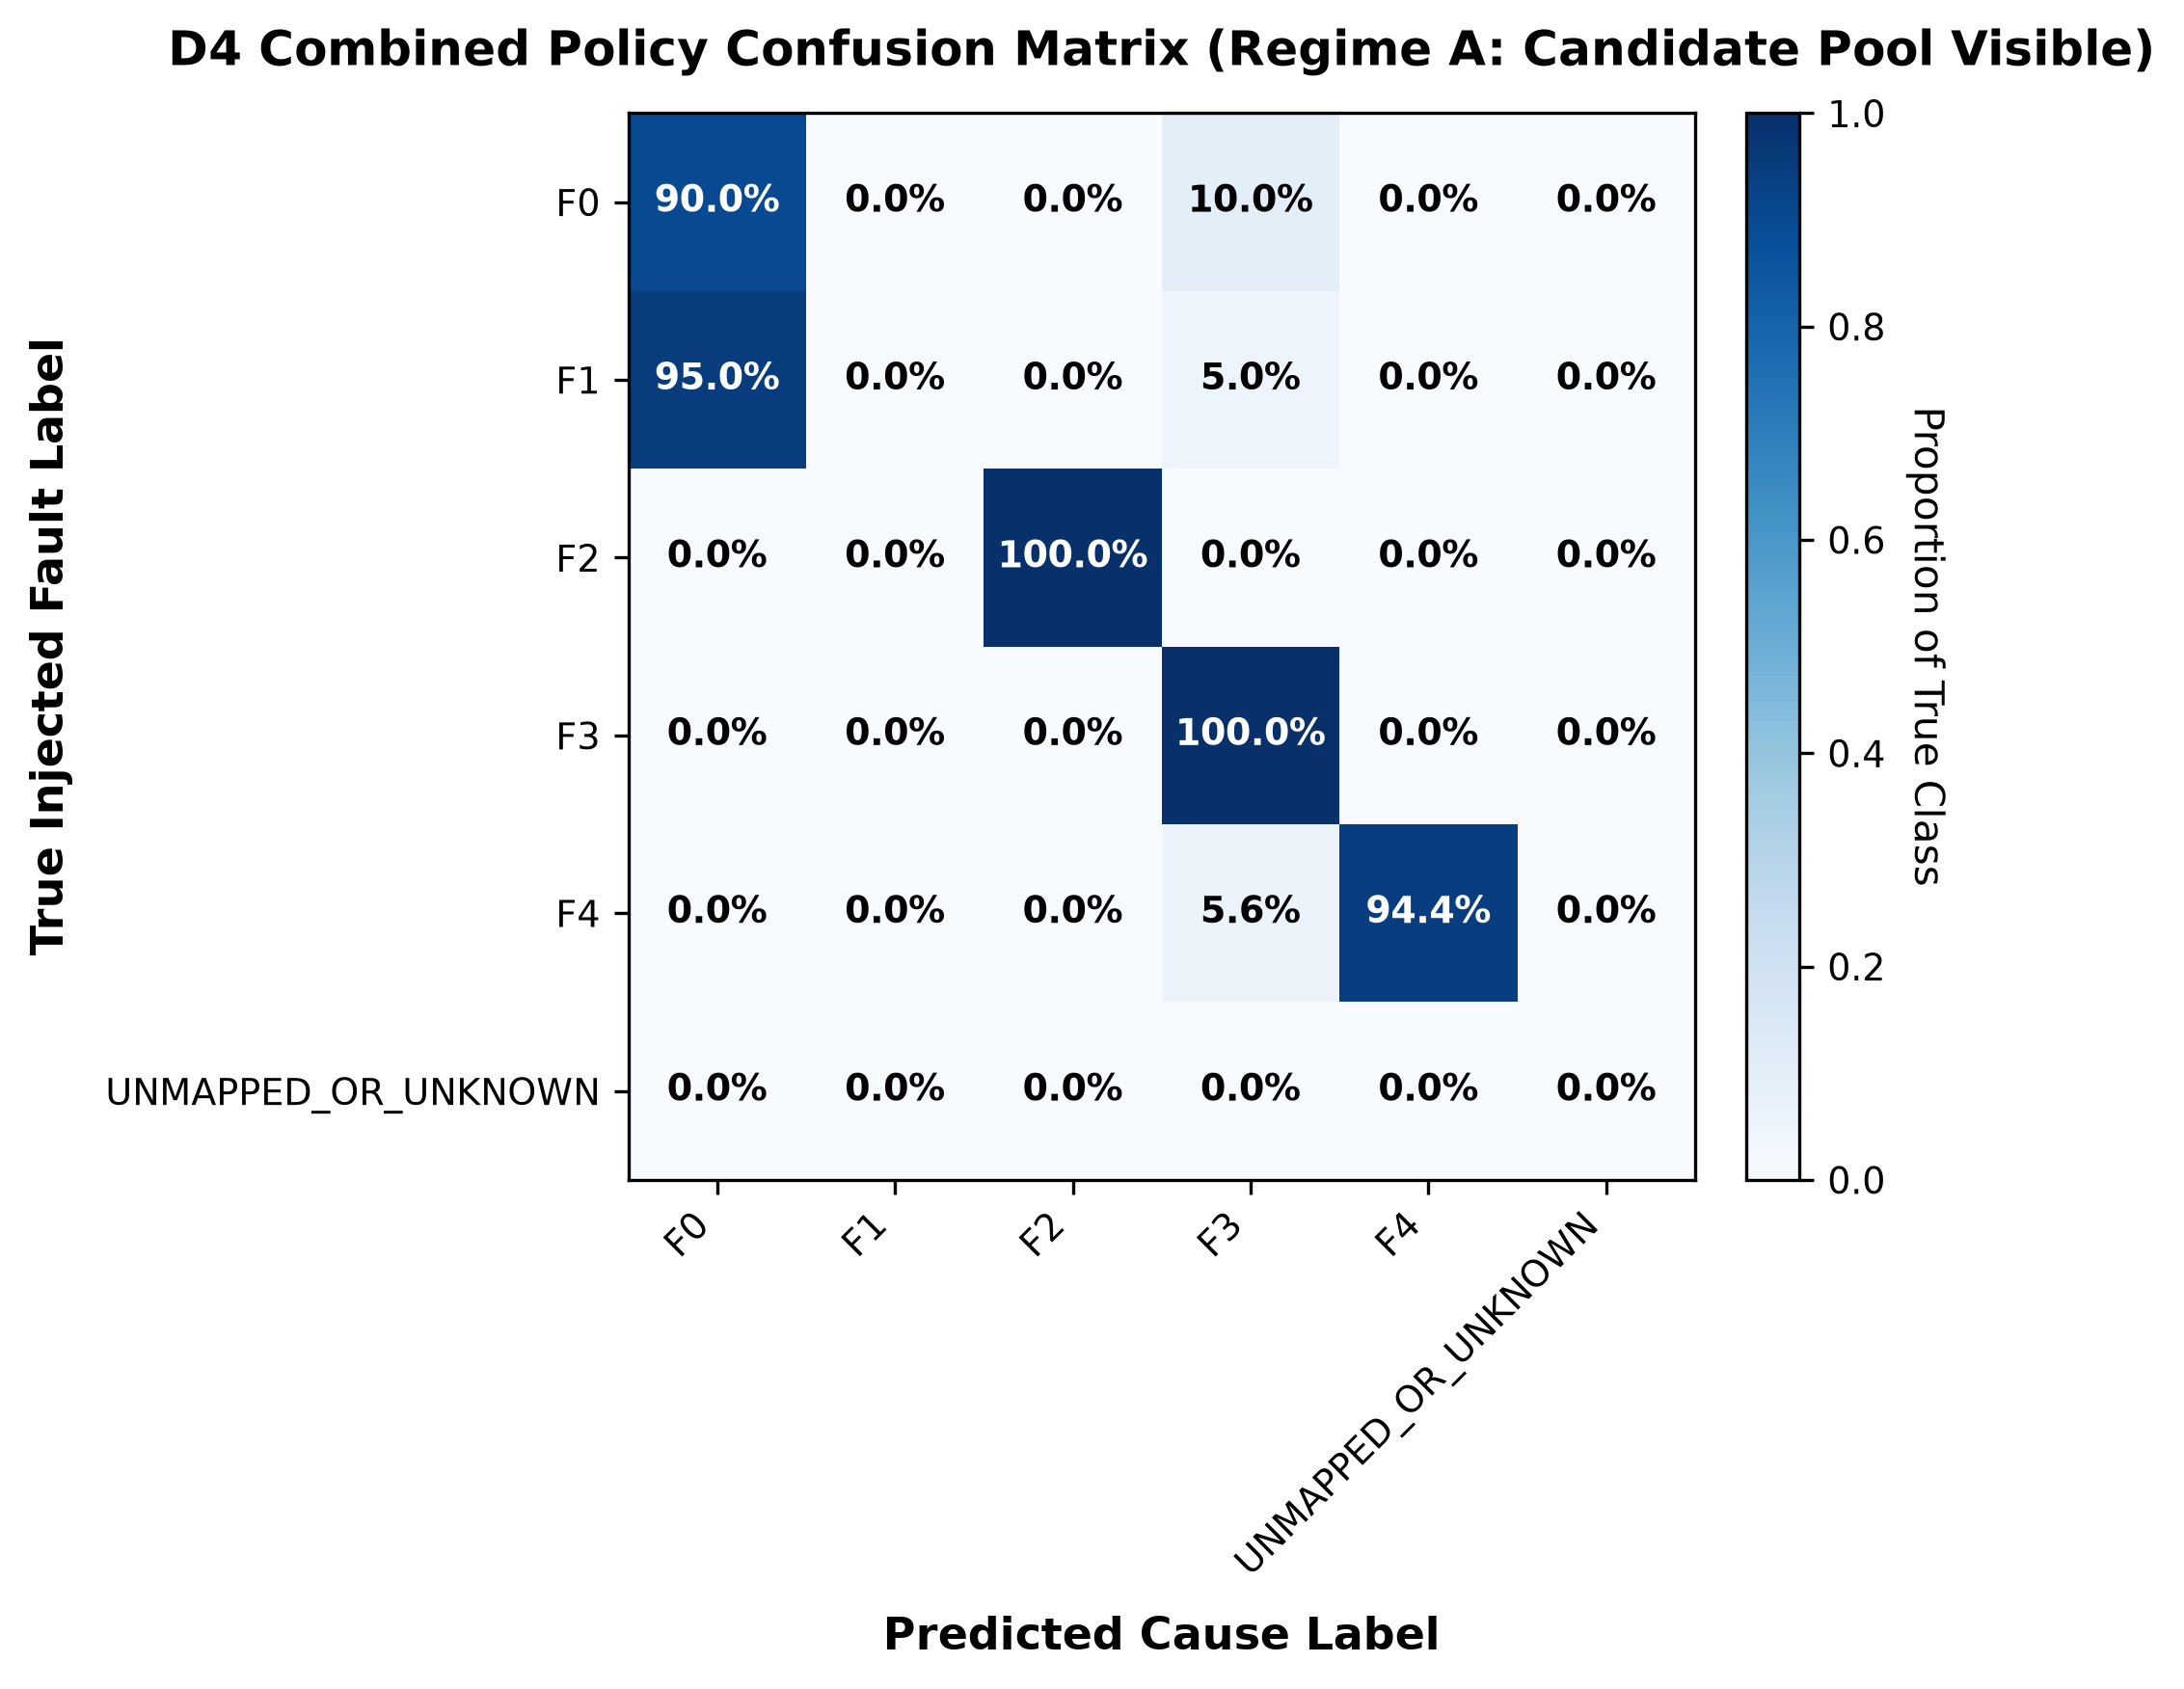 D4 Combined Policy Confusion Matrix (Regime A: Candidate Pool Visible)
True Injected Fault Label
F0 90.0% 0.0% 0.0% 10.0% 0.0% 0.0%
F1 95.0% 0.0% 0.0% 5.0% 0.0% 0.0%
F2 0.0% 0.0% 100.0% 0.0% 0.0% 0.0%
F3 0.0% 0.0% 0.0% 100.0% 0.0% 0.0%
F4 0.0% 0.0% 0.0% 5.6% 94.4% 0.0%
UNMAPPED_OR_UNKNOWN 0.0% 0.0% 0.0% 0.0% 0.0% 0.0%
F0 F1 F2 F3 F4 UNMAPPED_OR_UNKNOWN
Predicted Cause Label
1.0
0.8
0.6
0.4
0.2
0.0
Proportion of True Class